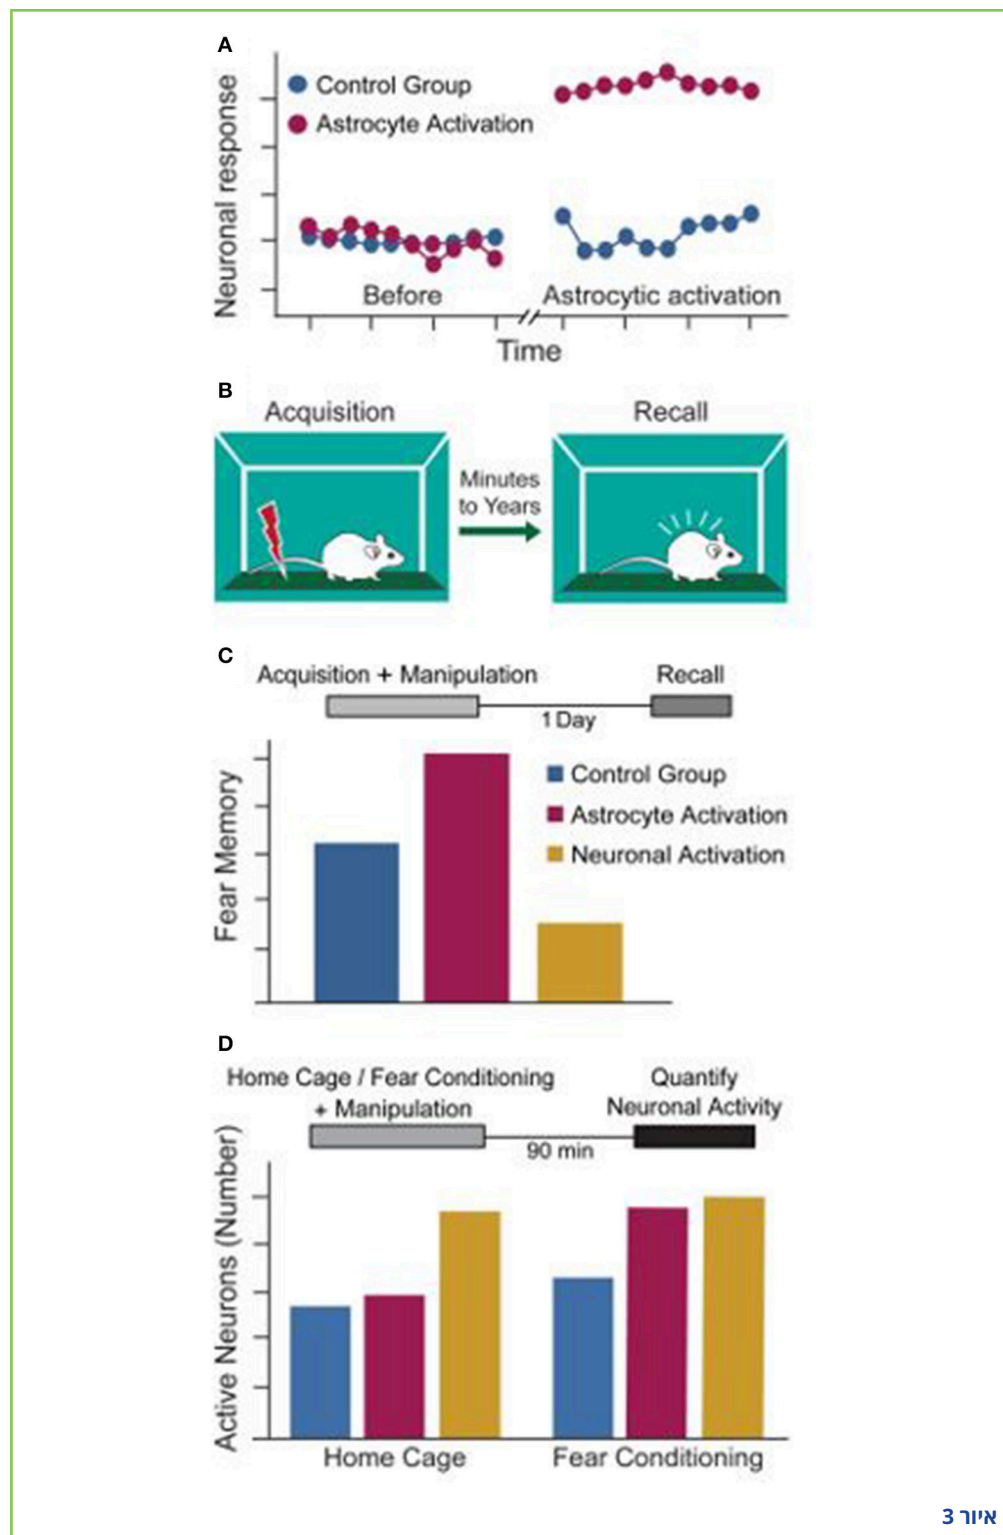 A
Neuronal response
Control Group
Astrocyte Activation
Before
Astrocytic activation
Time
B
Acquisition
Recall
Minutes
to Years
C
Acquisition + Manipulation
Recall
1 Day
Fear Memory
Control Group
Astrocyte Activation
Neuronal Activation
D
Home Cage / Fear Conditioning
+ Manipulation
Quantify
Neuronal Activity
90 min
Active Neurons (Number)
Home Cage
Fear Conditioning
איור 3